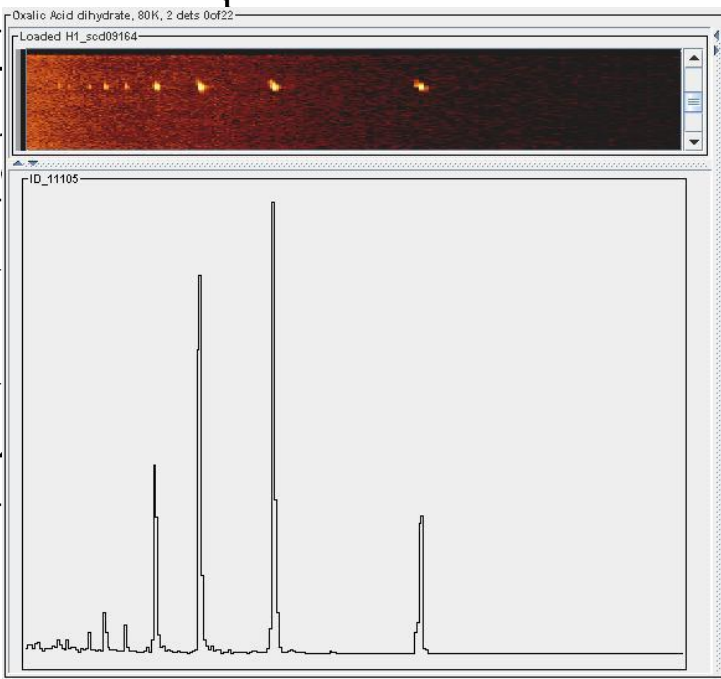 Oxalic Acid dihydrate, 80K, 2 dets 0of22
Loaded H1_scd09164
ID_11105